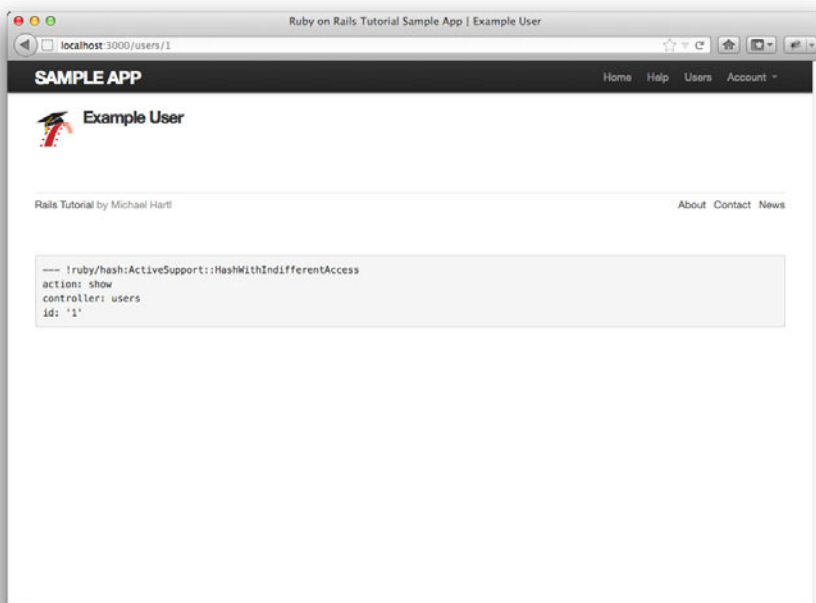 Ruby on Rails Tutorial Sample App | Example User
localhost:3000/users/1
SAMPLE APP
Home Help Users Account
Example User
Rails Tutorial by Michael Hartl
About Contact News
--- !ruby/hash:ActiveSupport::HashWithIndifferentAccess
action: show
controller: users
id: '1'